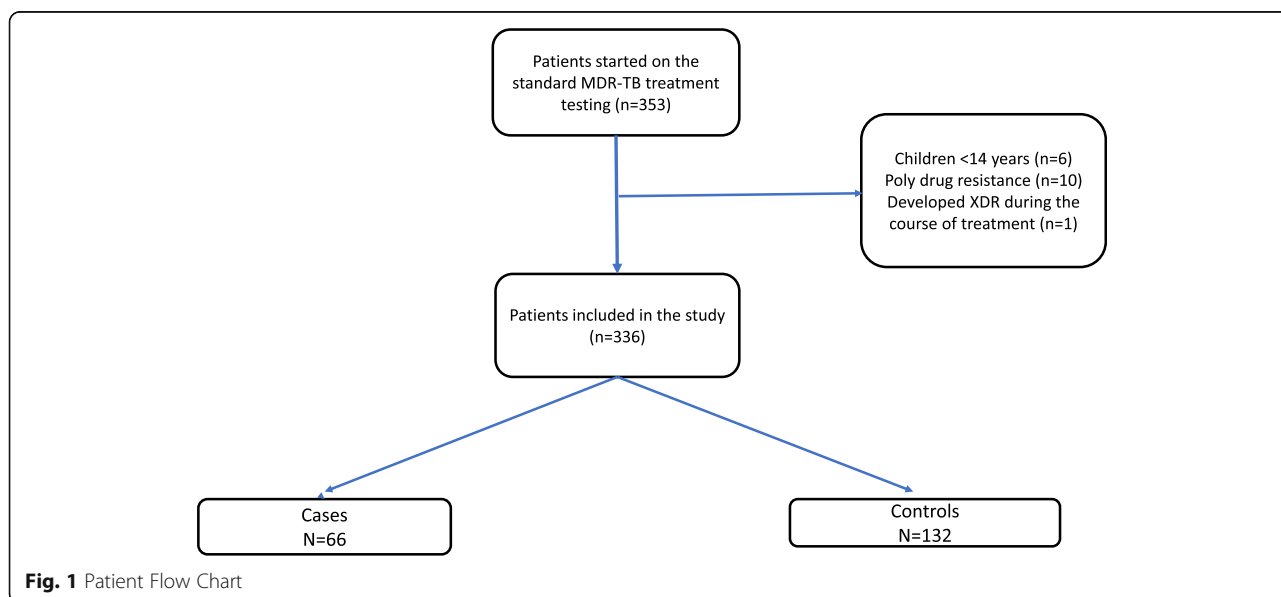 Patients started on the
standard MDR-TB treatment
testing (n=353)
Children <14 years (n=6)
Poly drug resistance (n=10)
Developed XDR during the
course of treatment (n=1)
Patients included in the study
(n=336)
Cases
N=66
Controls
N=132
Fig. 1 Patient Flow Chart